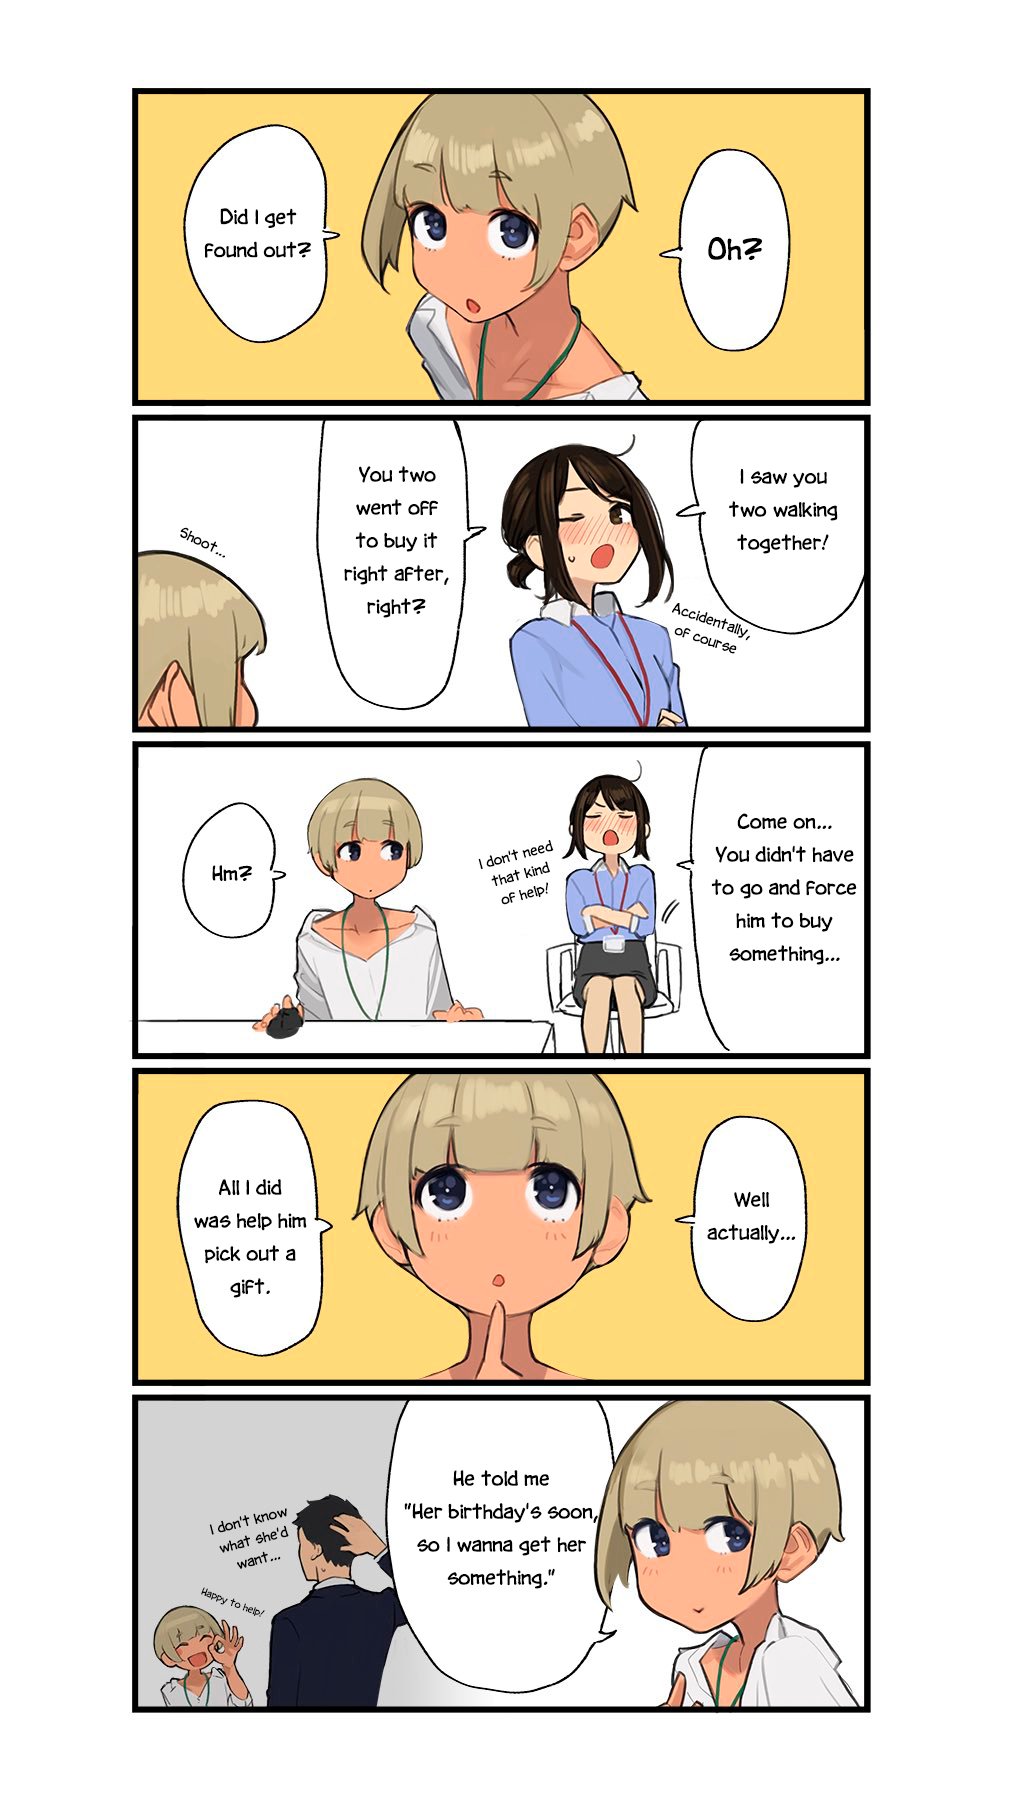 Oh?
Did I get
found out?
I saw you
two walking
together!
Accidentally,
of course
You two
went off
to buy it
right after,
right?
Shoot...
Come on...
You didn't have
to go and force
him to buy
something...
I don't need
that kind
of help!
Hm?
Well
actually...
All I did
was help him
pick out a
gift.
He told me
"Her birthday's soon,
so I wanna get her
something."
I don't know
what she'd
want...
Happy to help!